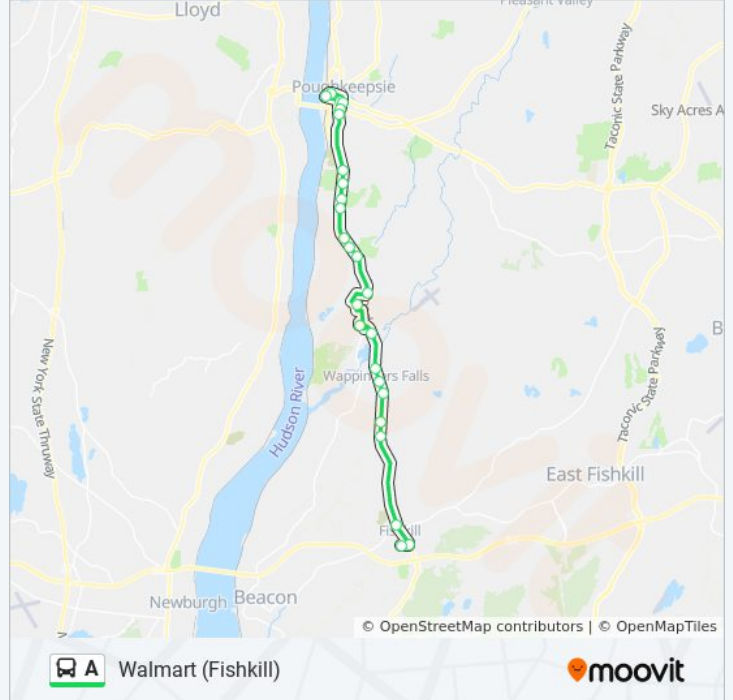 Pleasant Valley
Lloyd
Poughkeepsie
Taconic State Parkway
Sky Acres A
New York State Thruway
Hudson River
Wappingers Falls
B
Taconic State Parkway
East Fishkill
Fishkill
Newburgh
Beacon
N
moovit
© OpenStreetMap contributors | © OpenMapTiles
A Walmart (Fishkill)
moovit